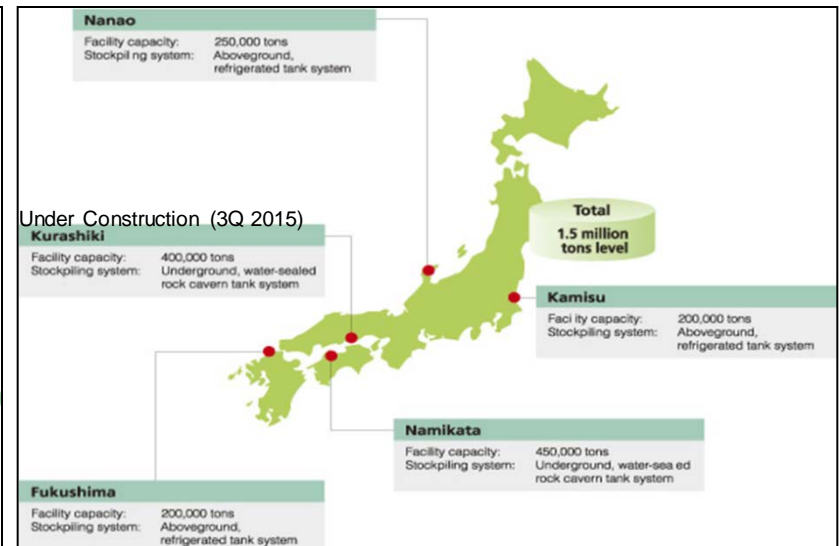 Nanao
Facility capacity: 250,000 tons
Stockpil ng system: Aboveground,
refrigerated tank system
Under Construction (3Q 2015)
Kurashiki
Facility capacity: 400,000 tons
Stockpiling system: Underground, water-sealed
rock cavern tank system
Total
1.5 million
tons level
Kamisu
Faci ity capacity: 200,000 tons
Stockpiling system: Aboveground,
refrigerated tank system
Namikata
Facility capacity: 450,000 tons
Stockpiling system: Underground, water-sea ed
rock cavern tank system
Fukushima
Facility capacity: 200,000 tons
Stockpiling system: Aboveground,
refrigerated tank system